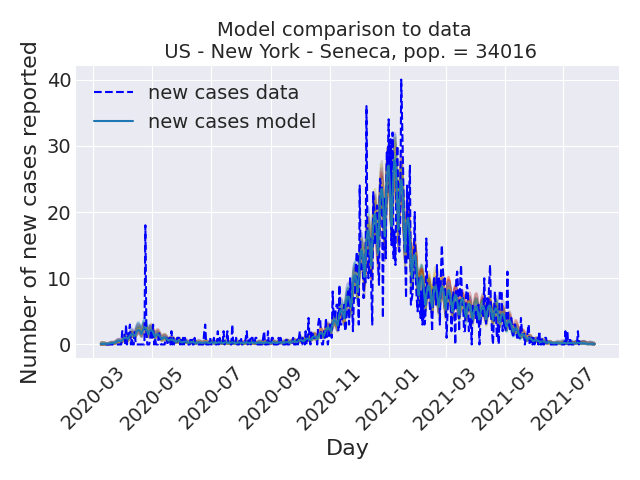 Model comparison to data
US - New York - Seneca, pop. = 34016
Number of new cases reported
40
30
20
10
0
new cases data
new cases model
2020-03
2020-05
2020-07
2020-09
2020-11
2021-01
2021-03
2021-05
2021-07
Day